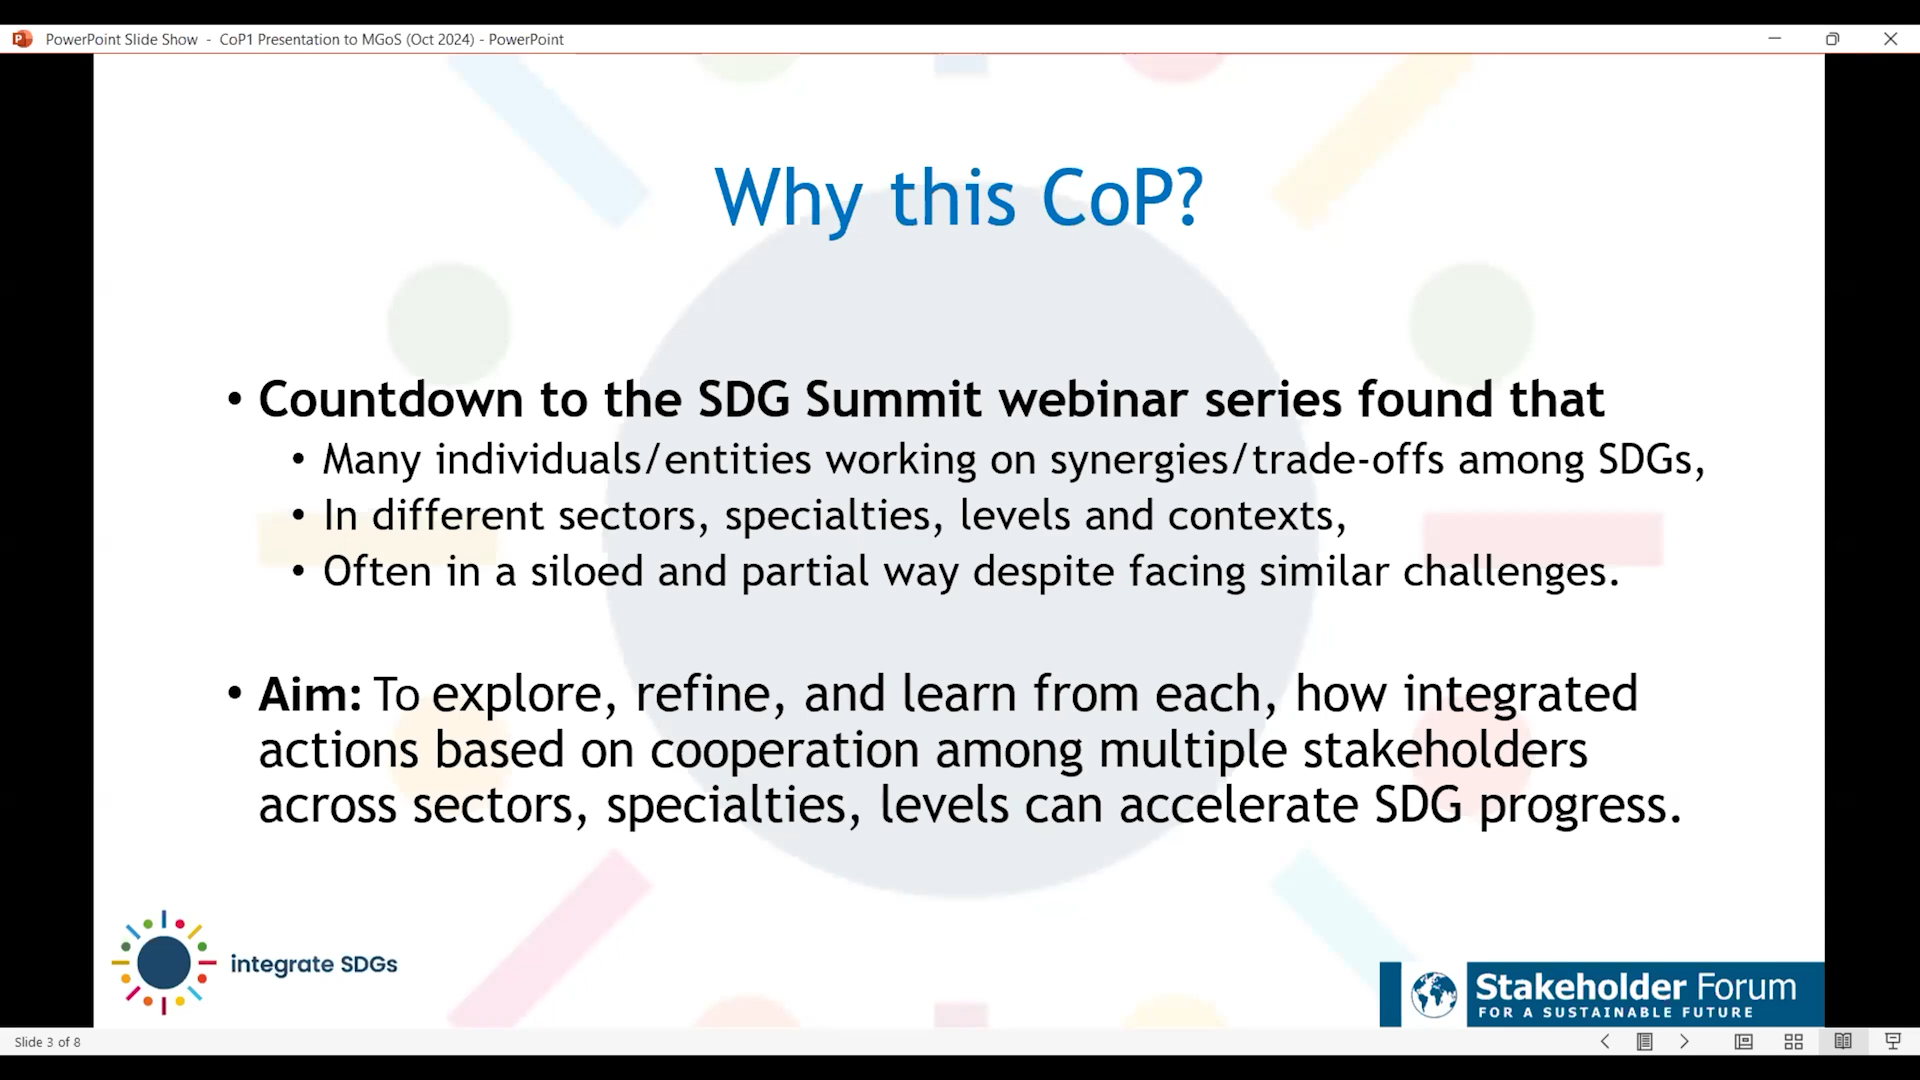 PowerPoint Slide Show - CoP1 Presentation to MGoS (Oct 2024) - PowerPoint
Why this CoP?
• Countdown to the SDG Summit webinar series found that
• Many individuals/entities working on synergies/trade-offs among SDGs,
• In different sectors, specialties, levels and contexts,
• Often in a siloed and partial way despite facing similar challenges.
• Aim: To explore, refine, and learn from each, how integrated
actions based on cooperation among multiple stakeholders
across sectors, specialties, levels can accelerate SDG progress.
integrate SDGs
Stakeholder Forum
FOR A SUSTAINABLE FUTURE
Slide 3 of 8